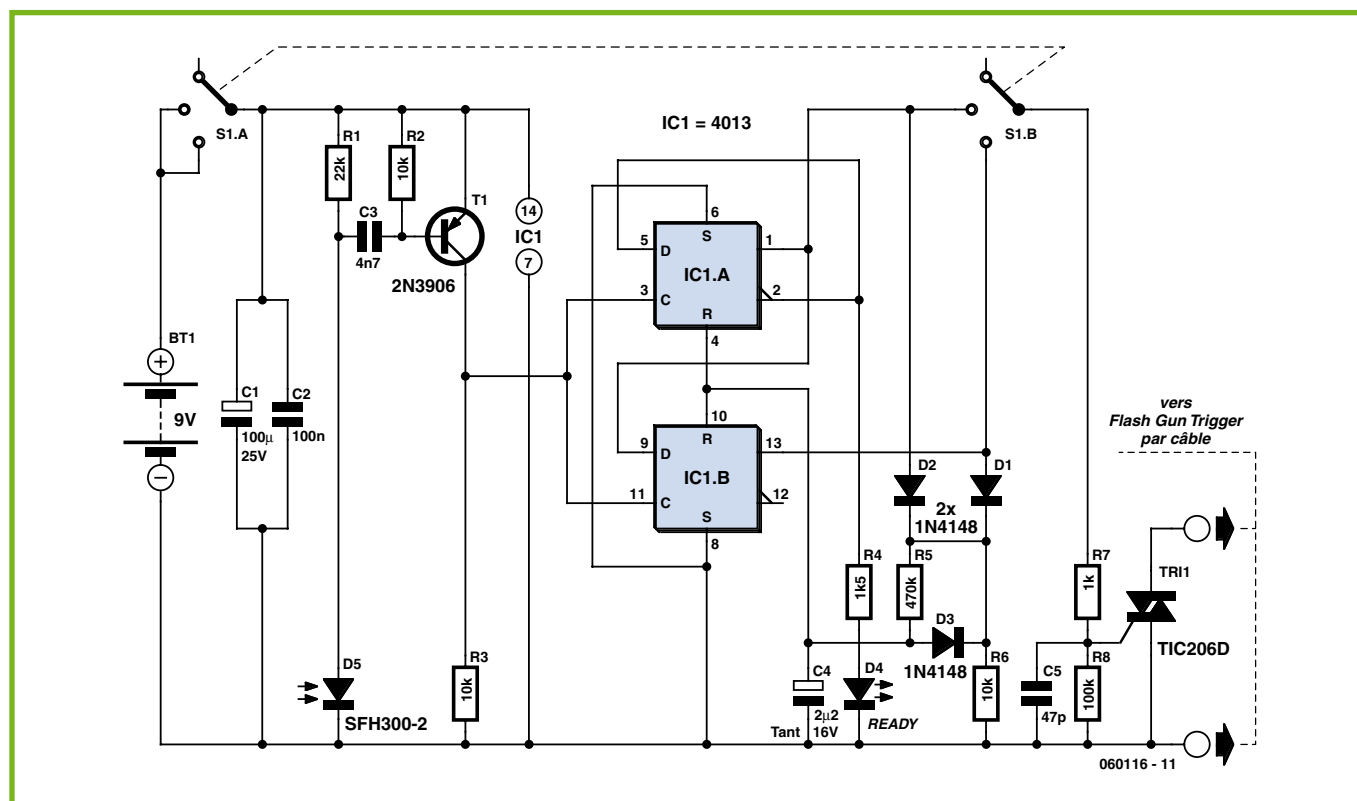 S1.A
IC1 = 4013
S1.B
R1
22k
R2
10k
T1
C3
4n7
2N3906
14
IC1
7
6
S
5
D
1
IC1.A
3
C
2
R
4
BT1
9V
C1
100µ
25V
C2
100n
10
R
9
D
13
IC1.B
11
C
12
S
8
D2
D1
2x
1N4148
vers
Flash Gun Trigger
par câble
R4
1k5
R5
470k
R7
1k
TRI1
TIC206D
D3
1N4148
D5
SFH300-2
R3
10k
C4
2µ2
16V
Tant
D4
READY
R6
10k
C5
47p
R8
100k
060116 - 11